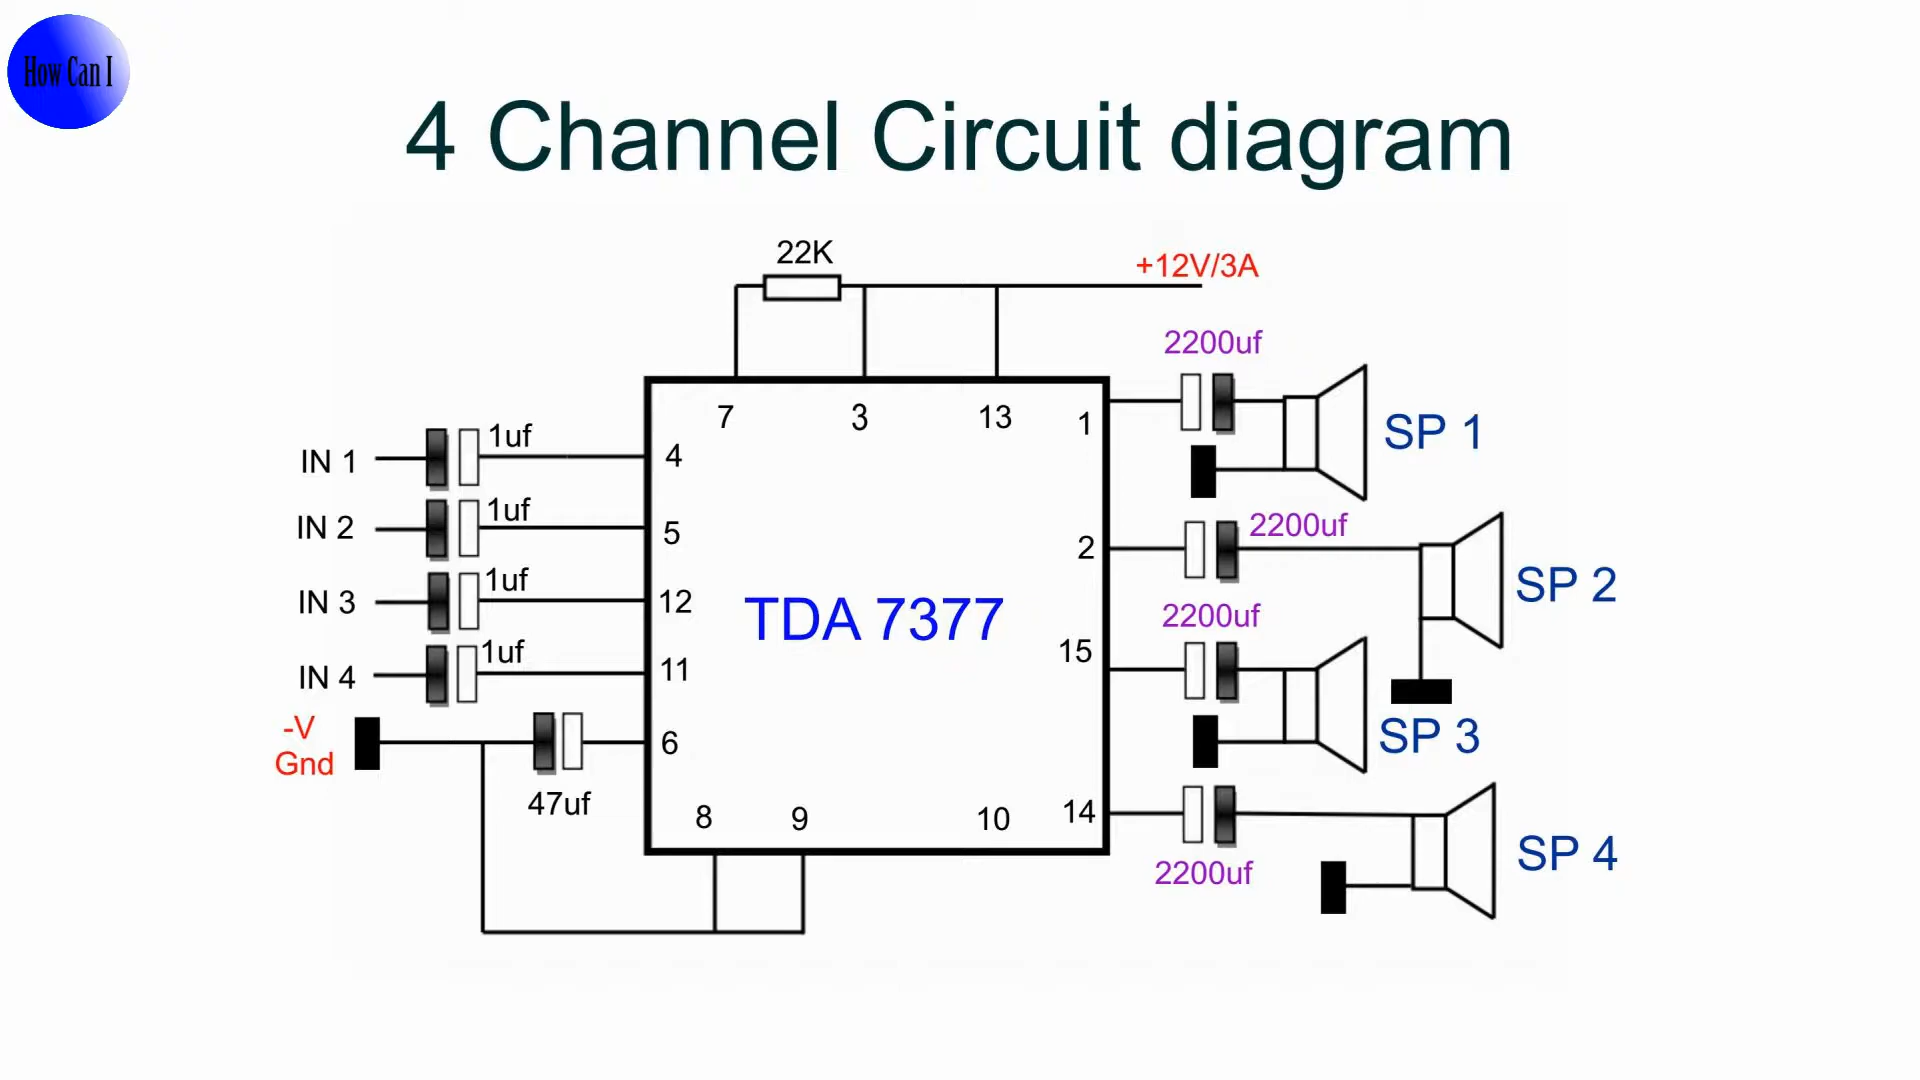 How Can I
4 Channel Circuit diagram
22K
+12V/3A
2200uf
7
3
13
1
SP 1
IN 1
1uf
4
IN 2
1uf
5
2
2200uf
SP 2
IN 3
1uf
12
TDA 7377
2200uf
15
IN 4
1uf
11
SP 3
-V
Gnd
6
47uf
8
9
10
14
2200uf
SP 4